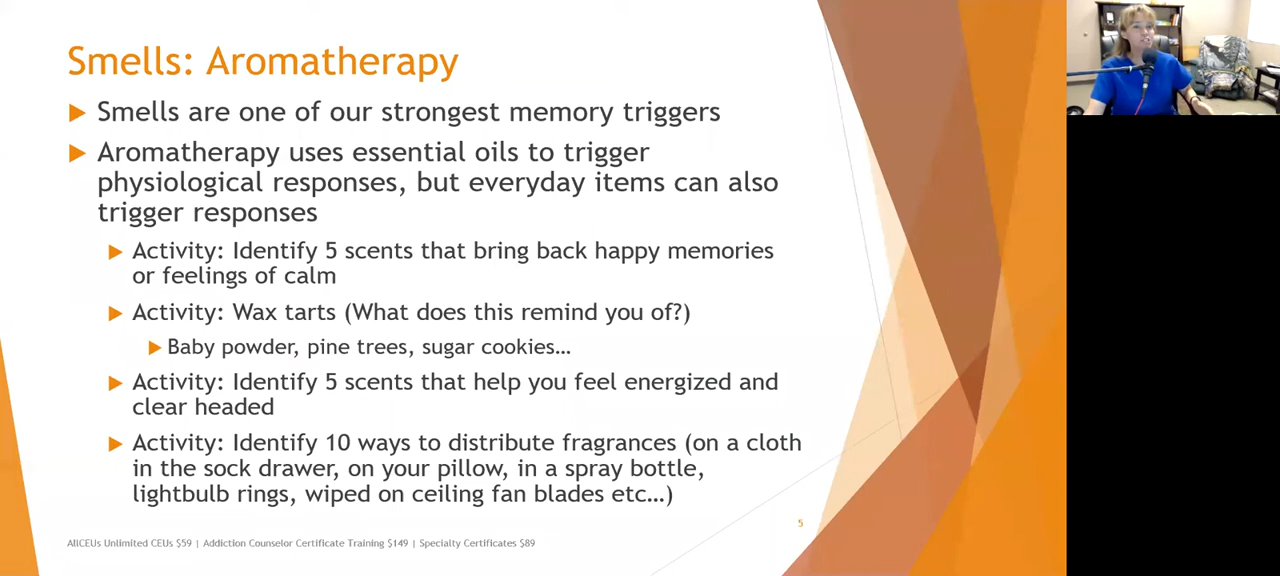 Smells: Aromatherapy
Smells are one of our strongest memory triggers
Aromatherapy uses essential oils to trigger
physiological responses, but everyday items can also
trigger responses
Activity: Identify 5 scents that bring back happy memories
or feelings of calm
Activity: Wax tarts (What does this remind you of?)
Baby powder, pine trees, sugar cookies…
Activity: Identify 5 scents that help you feel energized and
clear headed
Activity: Identify 10 ways to distribute fragrances (on a cloth
in the sock drawer, on your pillow, in a spray bottle,
lightbulb rings, wiped on ceiling fan blades etc…)
5
AllCEUs Unlimited CEUs $59 | Addiction Counselor Certificate Training $149 | Specialty Certificates $89